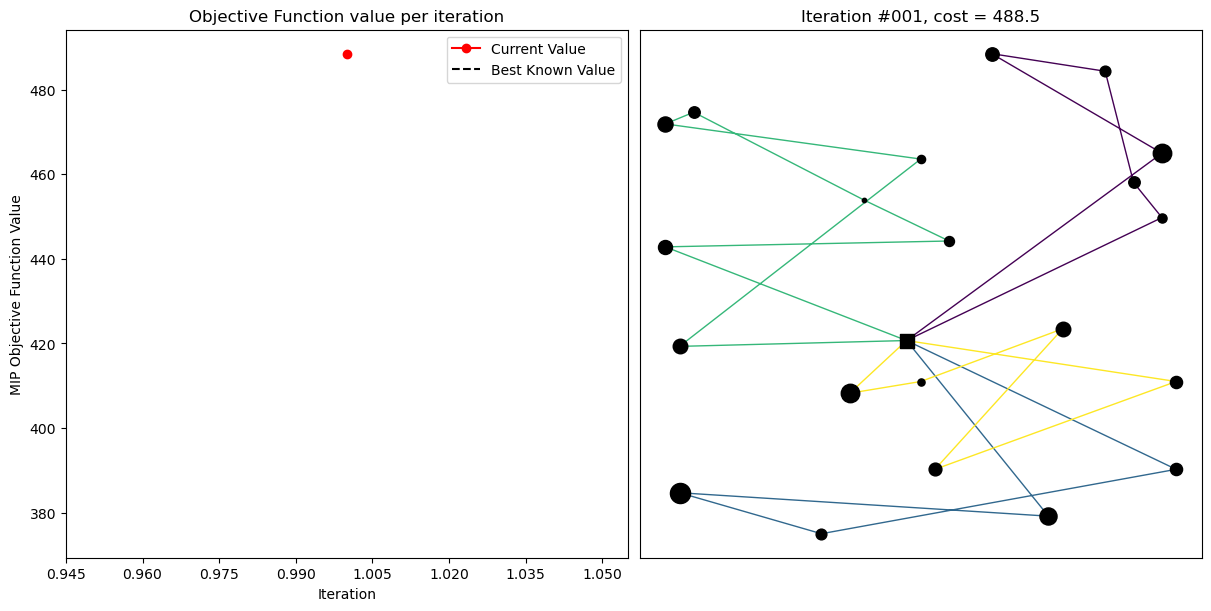 Objective Function value per iteration
Current Value
Best Known Value
MIP Objective Function Value
480
460
440
420
400
380
0.945
0.960
0.975
0.990
1.005
1.020
1.035
1.050
Iteration
Iteration #001, cost = 488.5